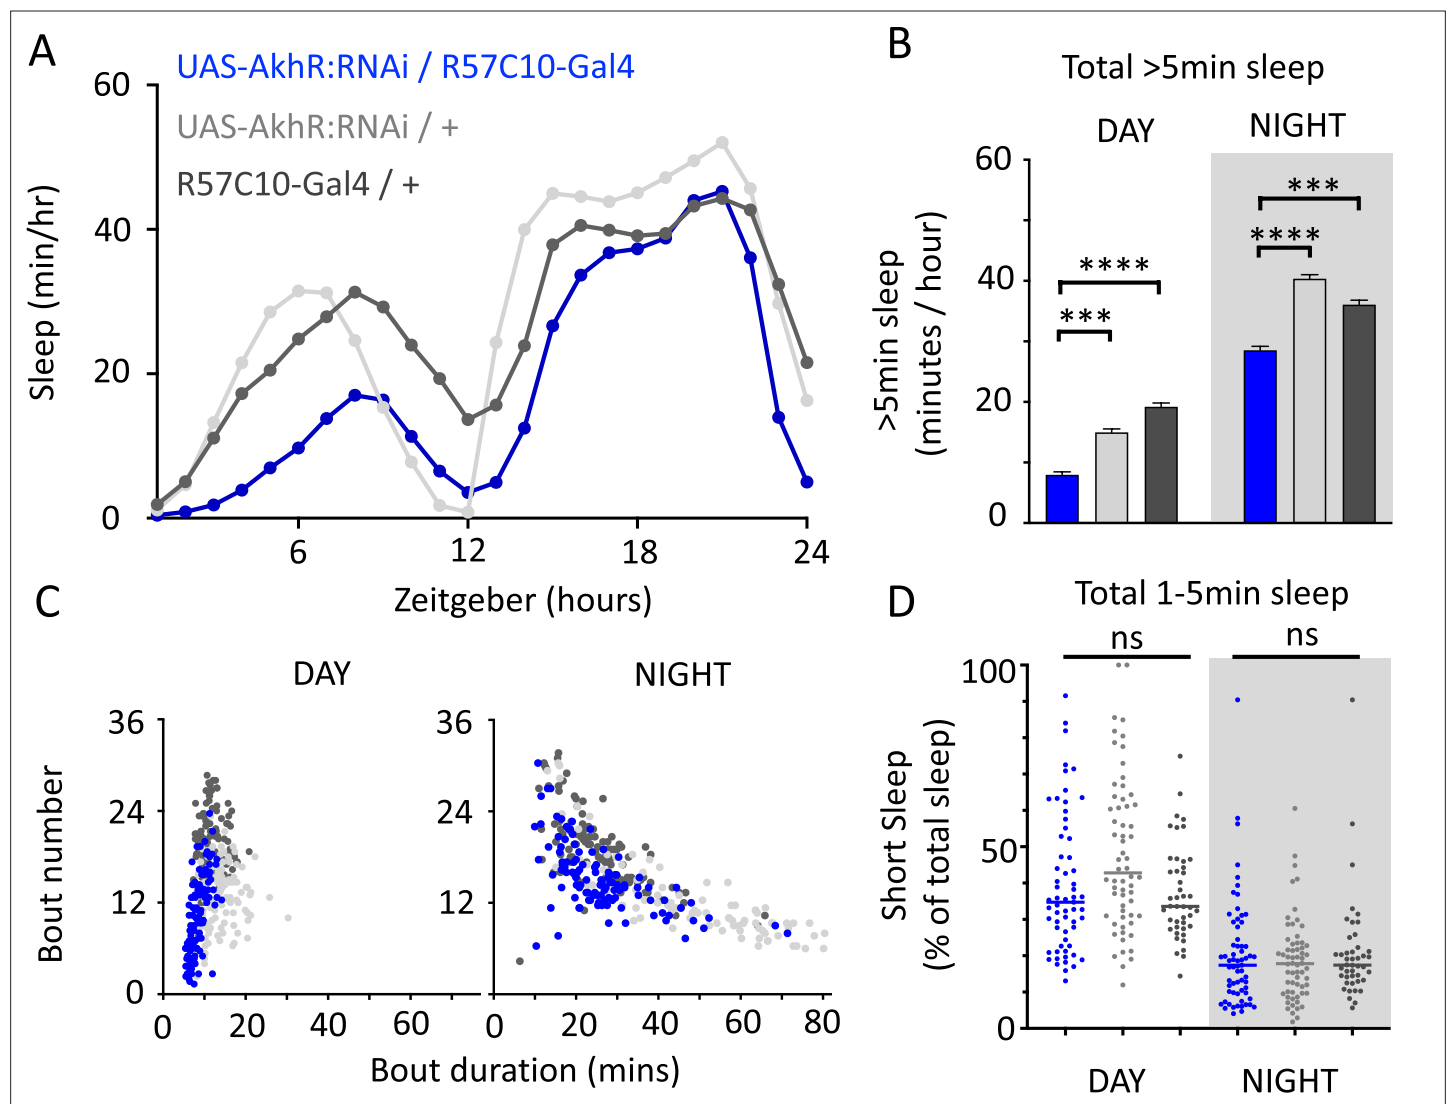 A
UAS-AkhR:RNAi / R57C10-Gal4
UAS-AkhR:RNAi / +
R57C10-Gal4 / +
60
40
20
0
Sleep (min/hr)
6
12
18
24
Zeitgeber (hours)
B
Total >5min sleep
DAY
NIGHT
60
40
20
0
>5min sleep
(minutes / hour)
****
***
***
****
C
DAY
NIGHT
36
24
12
0
Bout number
0
20
40
60
36
24
12
0
20
40
60
80
Bout duration (mins)
D
Total 1-5min sleep
ns
ns
100
50
0
Short Sleep
(% of total sleep)
DAY
NIGHT